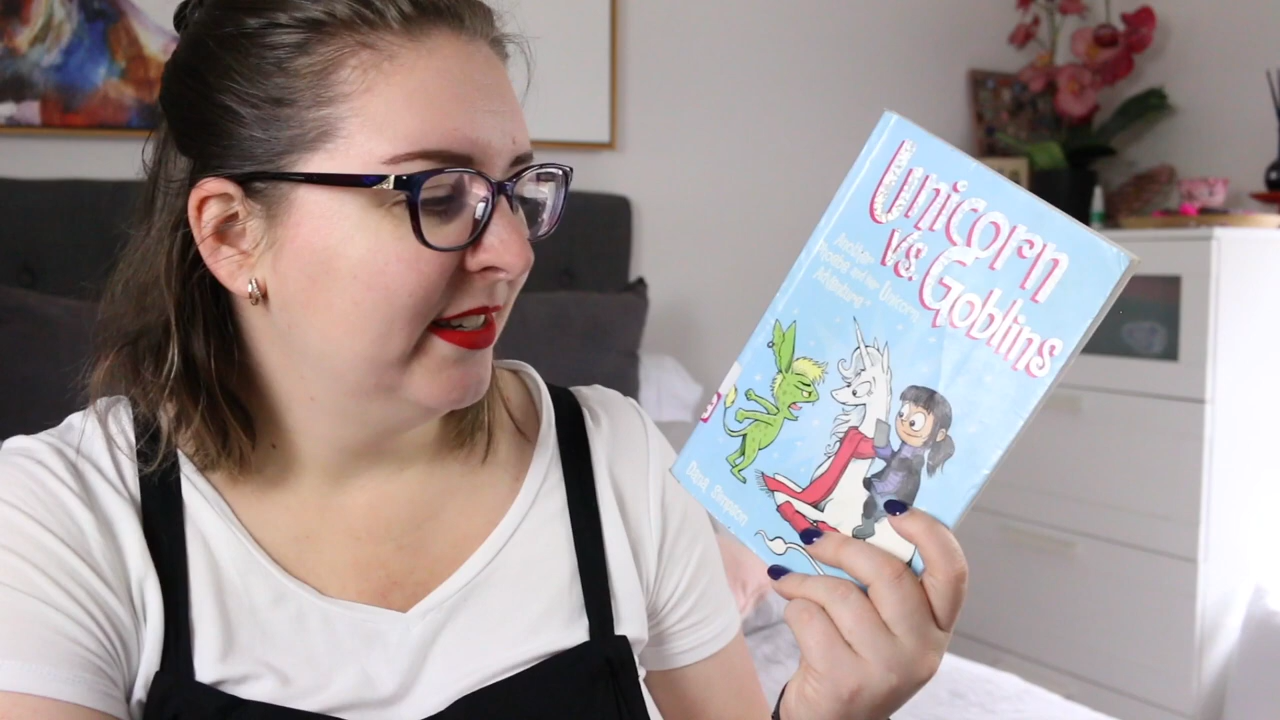 Unicorn
vs.
Goblins
Another
Phoebe and Her Unicorn
Adventure
Dana Simpson